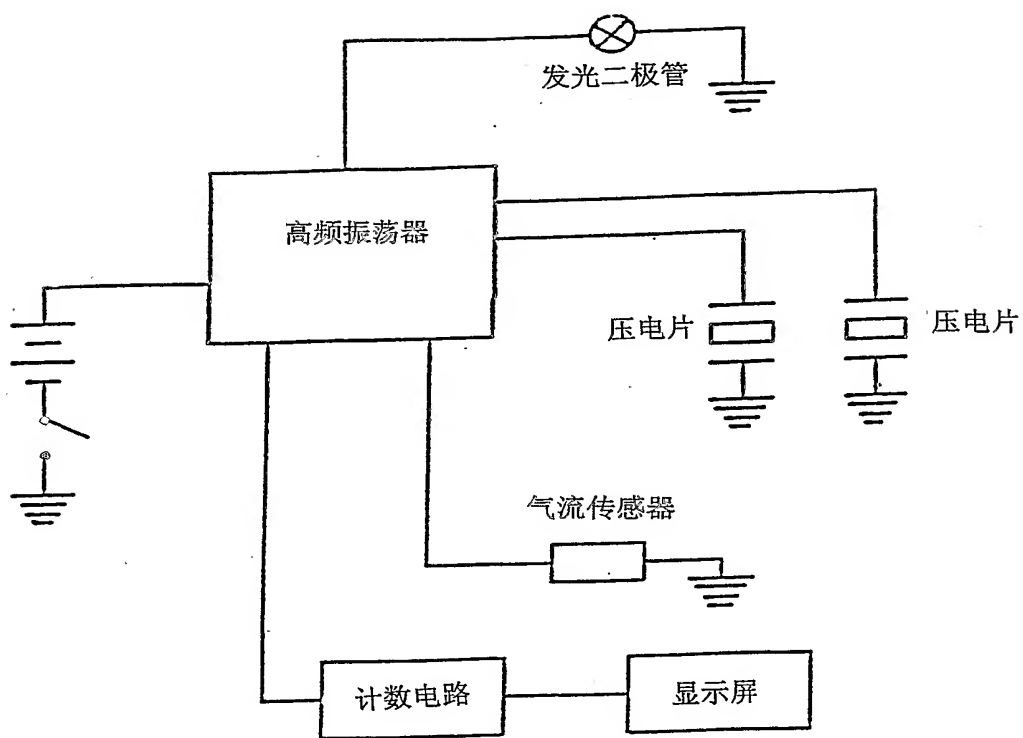 发光二极管
高频振荡器
压电片
压电片
气流传感器
计数电路
显示屏